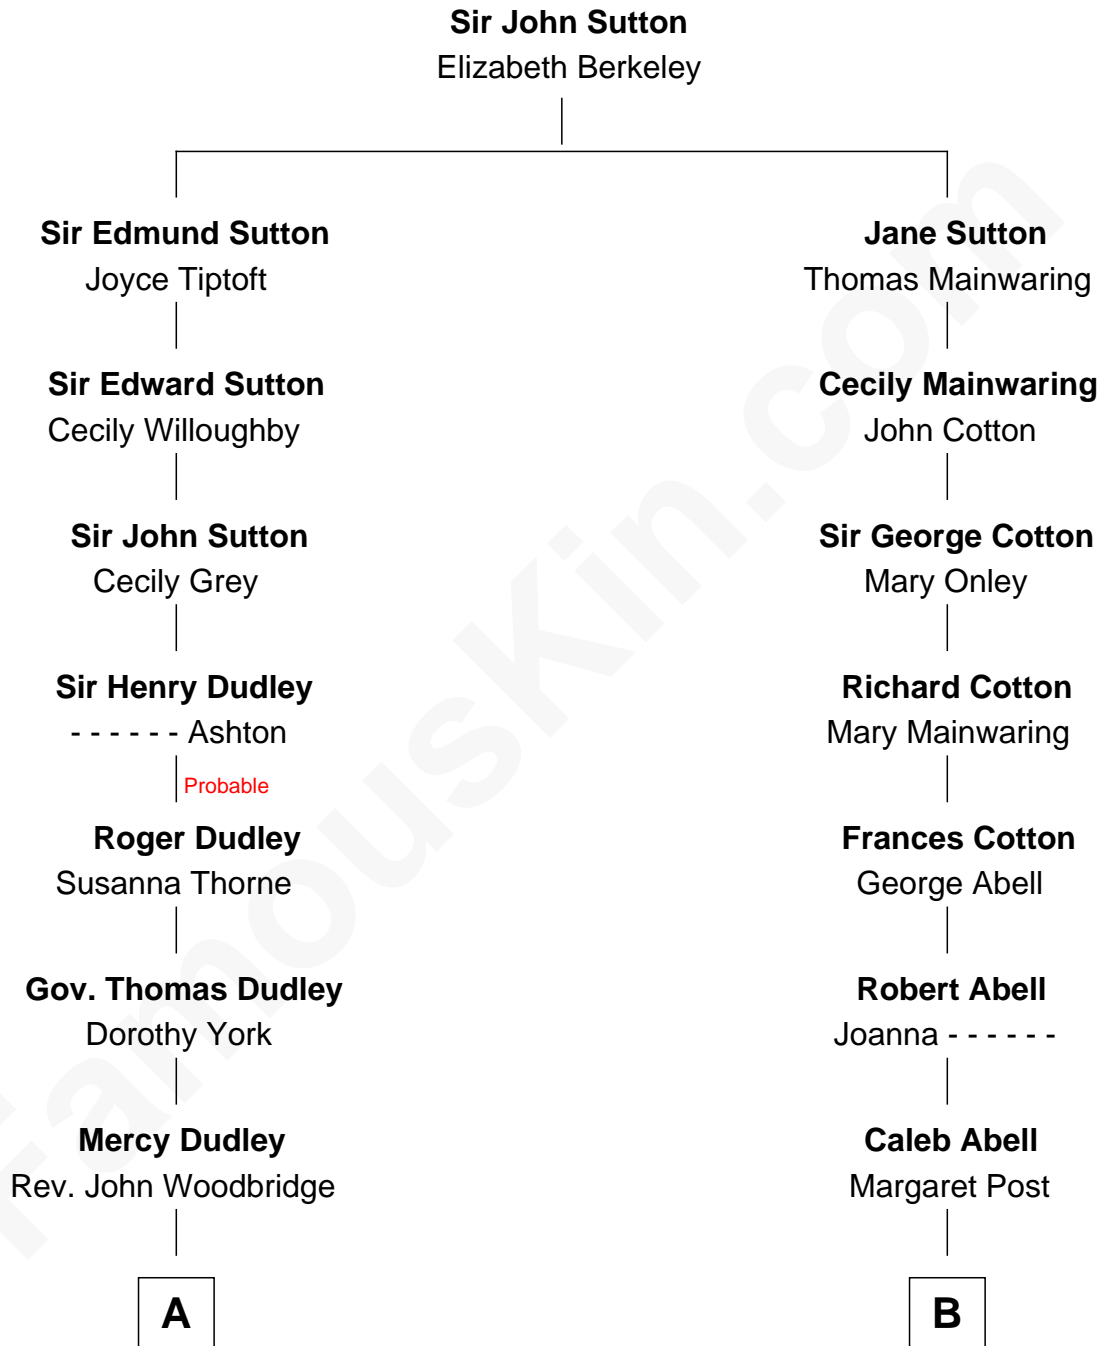 Sir John Sutton
Elizabeth Berkeley
Sir Edmund Sutton
Joyce Tiptoft
Jane Sutton
Thomas Mainwaring
Sir Edward Sutton
Cecily Willoughby
Cecily Mainwaring
John Cotton
Sir John Sutton
Cecily Grey
Sir George Cotton
Mary Onley
Sir Henry Dudley
- - - - - - Ashton
Richard Cotton
Mary Mainwaring
Probable
Roger Dudley
Susanna Thorne
Frances Cotton
George Abell
Gov. Thomas Dudley
Dorothy York
Robert Abell
Joanna - - - - - -
Mercy Dudley
Rev. John Woodbridge
Caleb Abell
Margaret Post
A
B
FamousKin.com